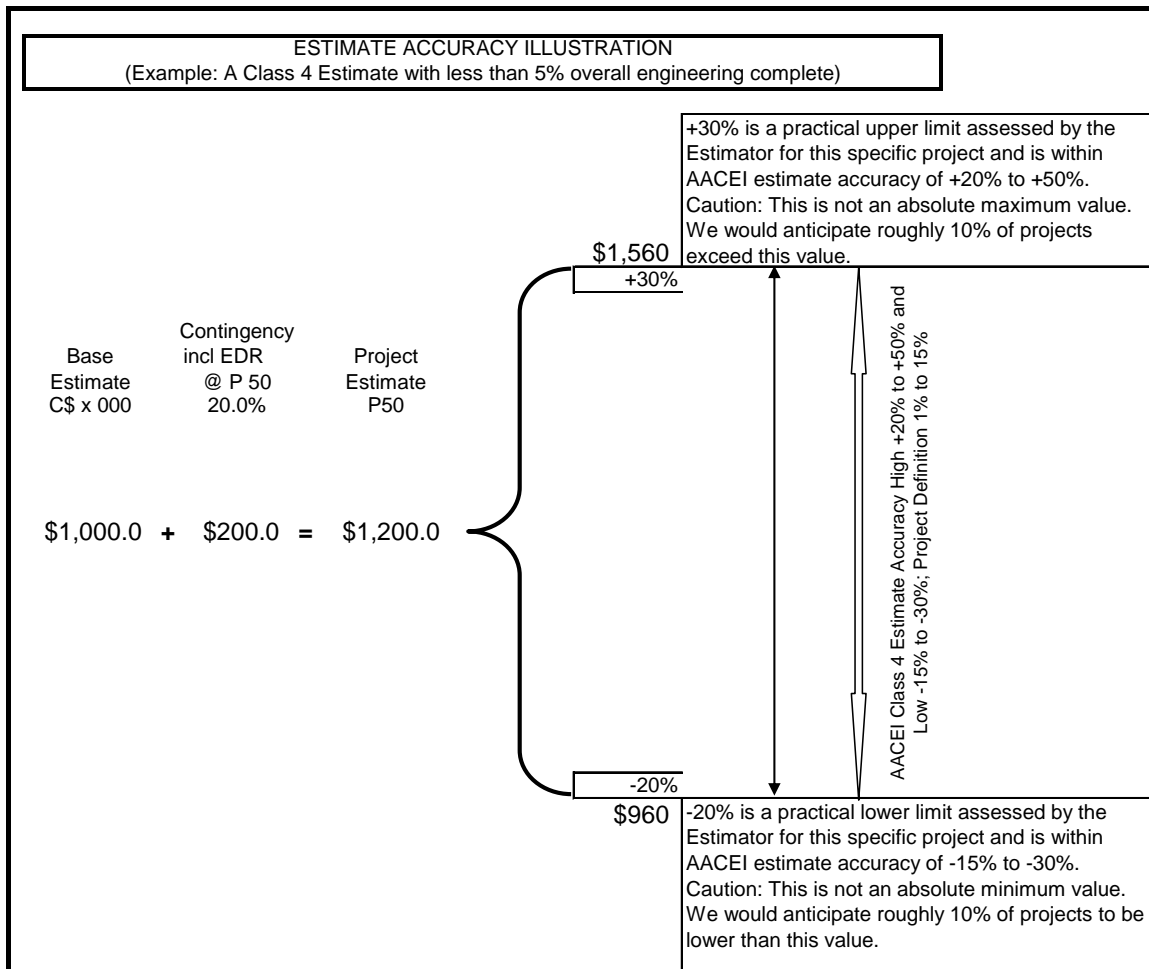 ESTIMATE ACCURACY ILLUSTRATION
(Example: A Class 4 Estimate with less than 5% overall engineering complete)
+30% is a practical upper limit assessed by the
Estimator for this specific project and is within
AACEI estimate accuracy of +20% to +50%.
Caution: This is not an absolute maximum value.
We would anticipate roughly 10% of projects
exceed this value.
$1,560
+30%
Base
Estimate
C$ x 000
Contingency
incl EDR
@ P 50
20.0%
Project
Estimate
P50
$1,000.0 + $200.0 = $1,200.0
AACEI Class 4 Estimate Accuracy High +20% to +50% and
Low -15% to -30%; Project Definition 1% to 15%
-20%
$960
-20% is a practical lower limit assessed by the
Estimator for this specific project and is within
AACEI estimate accuracy of -15% to -30%.
Caution: This is not an absolute minimum value.
We would anticipate roughly 10% of projects to be
lower than this value.